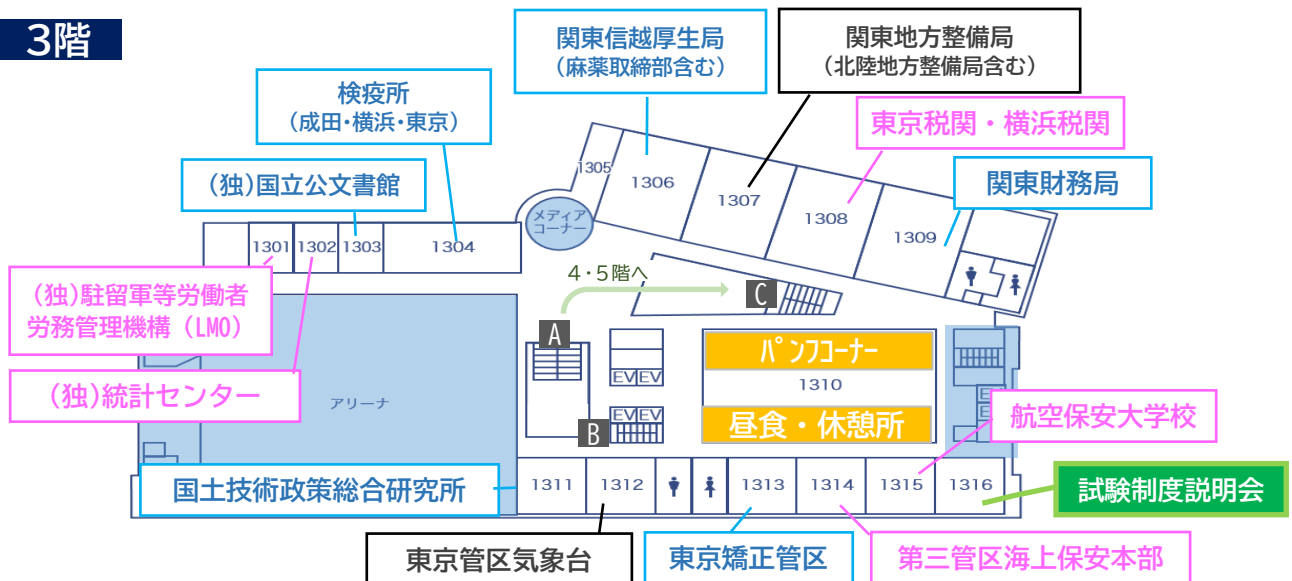 3階
関東信越厚生局
（麻薬取締部含む）
関東地方整備局
（北陸地方整備局含む）
検疫所
（成田・横浜・東京）
東京税関・横浜税関
（独）国立公文書館
関東財務局
1305
1306
1307
1308
1309
メディア
コーナー
1301
1302
1303
1304
（独）駐留軍等労働者
労務管理機構（LMO）
4・5階へ
C
A
パンフコーナー
EV EV
1310
（独）統計センター
アリーナ
EV EV
B
昼食・休憩所
航空保安大学校
国土技術政策総合研究所
1311
1312
1313
1314
1315
1316
試験制度説明会
東京管区気象台
東京矯正管区
第三管区海上保安本部